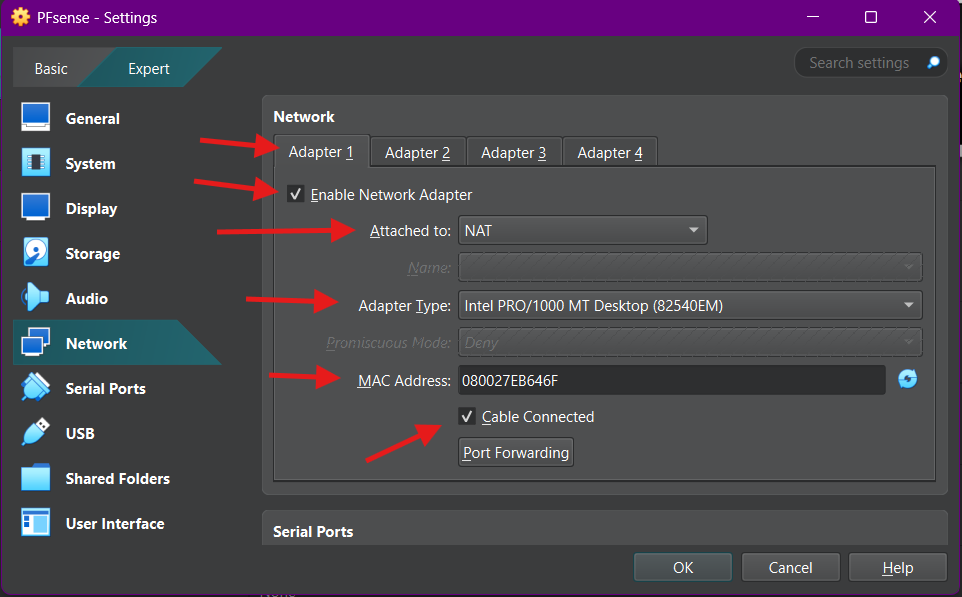 PFsense - Settings
Basic Expert Search settings
General
System
Display
Storage
Audio
Network
Serial Ports
USB
Shared Folders
User Interface
Network
Adapter 1 Adapter 2 Adapter 3 Adapter 4
Enable Network Adapter
Attached to: NAT
Name:
Adapter Type: Intel PRO/1000 MT Desktop (82540EM)
Promiscuous Mode: Deny
MAC Address: 080027EB646F
Cable Connected
Port Forwarding
Serial Ports
OK Cancel Help